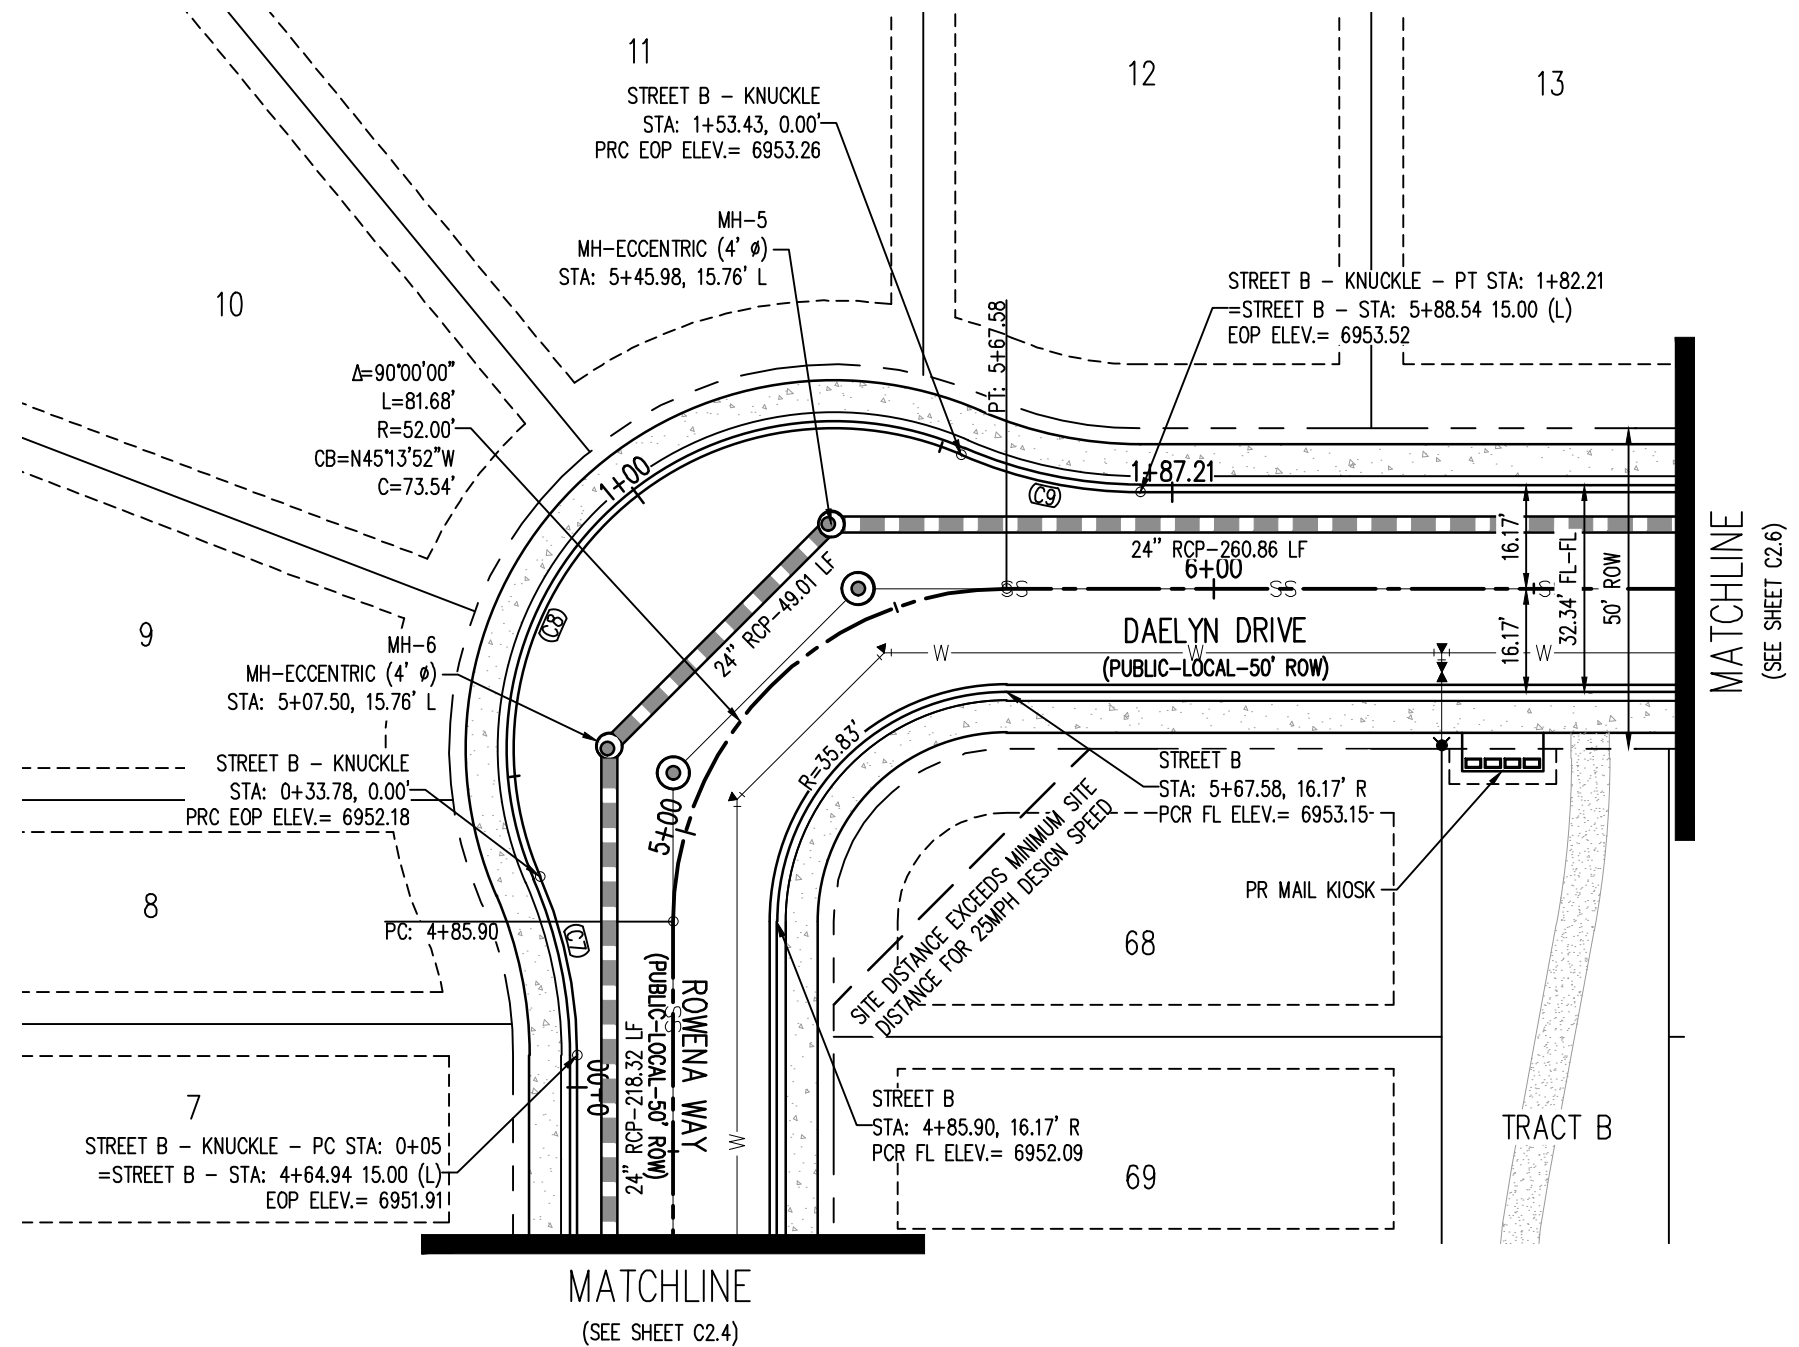 11
12
13
STREET B – KNUCKLE
STA: 1+53.43, 0.00'
PRC EOP ELEV.= 6953.26
MH–5
MH–ECCENTRIC (4' ø)
STA: 5+45.98, 15.76' L
STREET B – KNUCKLE – PT STA: 1+82.21
=STREET B – STA: 5+88.54 15.00 (L)
EOP ELEV.= 6953.52
10
PT: 5+67.58
Δ=90°00'00"
L=81.68'
R=52.00'
CB=N45°13'52"W
C=73.54'
1+00
1+87.21
C9
24" RCP–260.86 LF
6+00
SS
SS
S
16.17'
16.17'
32.34' FL–FL
50' ROW
MATCHLINE
(SEE SHEET C2.6)
24" RCP–49.01 LF
C8
9
DAELYN DRIVE
(PUBLIC–LOCAL–50' ROW)
W
W
W
MH–6
MH–ECCENTRIC (4' ø)
STA: 5+07.50, 15.76' L
R=35.83'
STREET B – KNUCKLE
STA: 0+33.78, 0.00'
PRC EOP ELEV.= 6952.18
5+00
STREET B
STA: 5+67.58, 16.17' R
PCR FL ELEV.= 6953.15
SITE DISTANCE EXCEEDS MINIMUM SITE
DISTANCE FOR 25MPH DESIGN SPEED
PR MAIL KIOSK
8
PC: 4+85.90
C7
68
ROWENA WAY
(PUBLIC–LOCAL–50' ROW)
SS
24" RCP–218.32 LF
0+00
W
7
STREET B – KNUCKLE – PC STA: 0+05
=STREET B – STA: 4+64.94 15.00 (L)
EOP ELEV.= 6951.91
STREET B
STA: 4+85.90, 16.17' R
PCR FL ELEV.= 6952.09
TRACT B
69
MATCHLINE
(SEE SHEET C2.4)